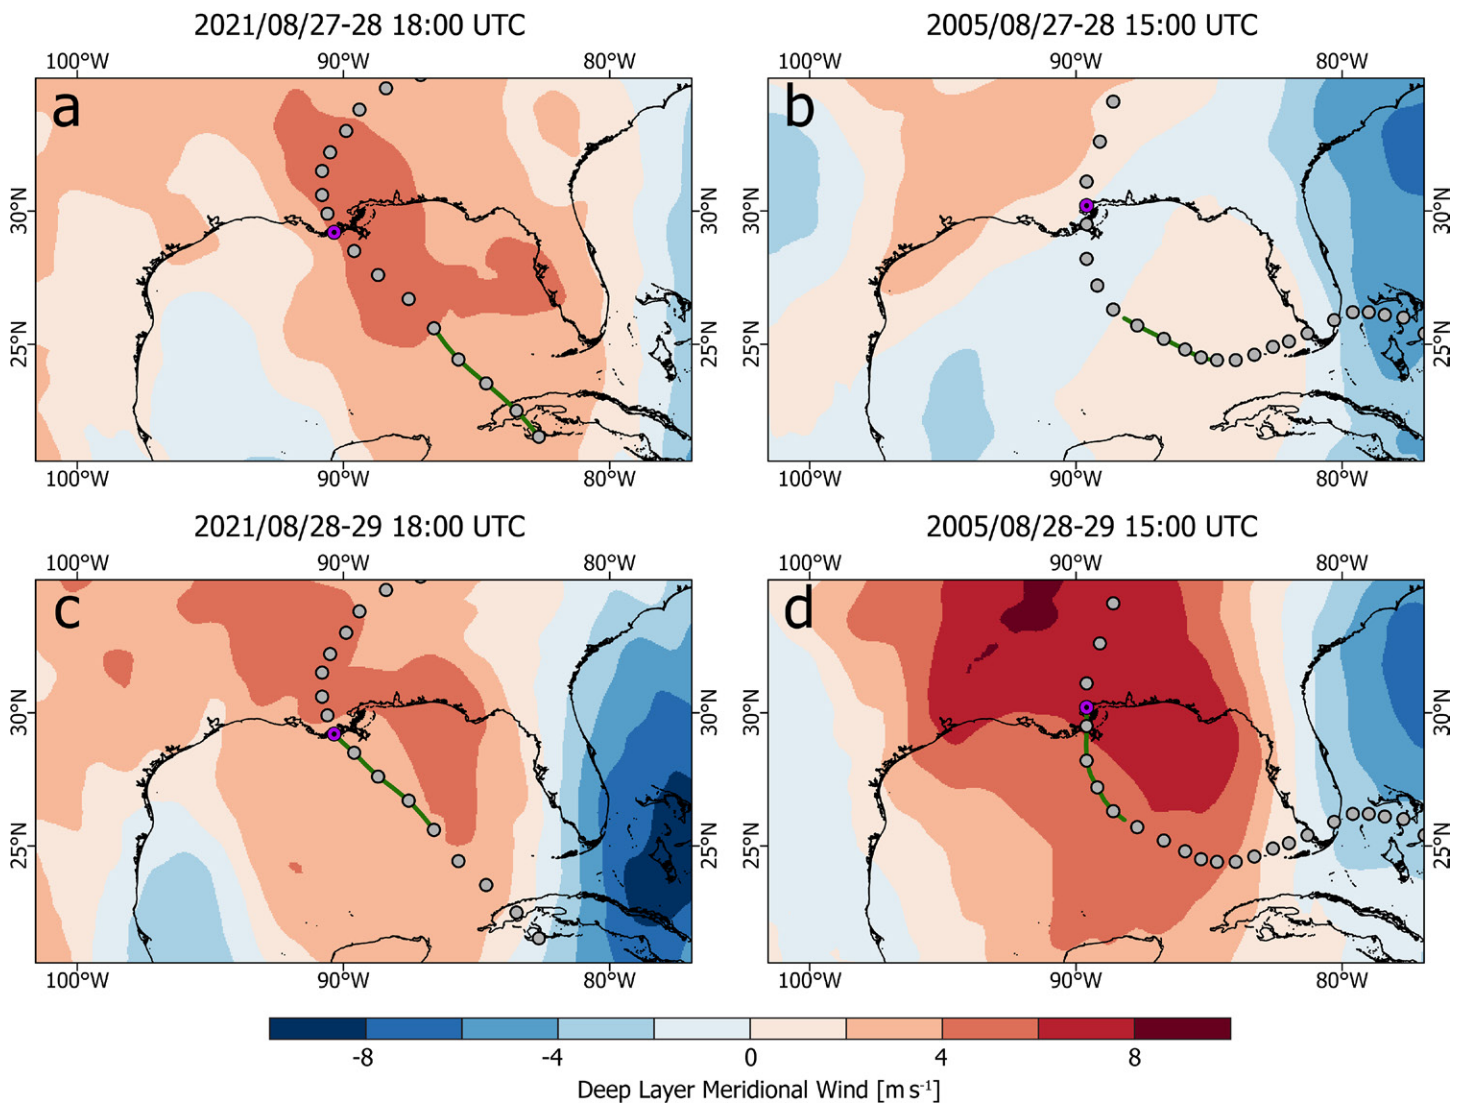 2021/08/27-28 18:00 UTC
2005/08/27-28 15:00 UTC
100°W 90°W 80°W
100°W 90°W 80°W
a
b
30°N
30°N
30°N
30°N
25°N
25°N
25°N
25°N
100°W 90°W 80°W
100°W 90°W 80°W
2021/08/28-29 18:00 UTC
2005/08/28-29 15:00 UTC
100°W 90°W 80°W
100°W 90°W 80°W
c
d
30°N
30°N
30°N
30°N
25°N
25°N
25°N
25°N
100°W 90°W 80°W
100°W 90°W 80°W
-8 -4 0 4 8
Deep Layer Meridional Wind [m s⁻¹]